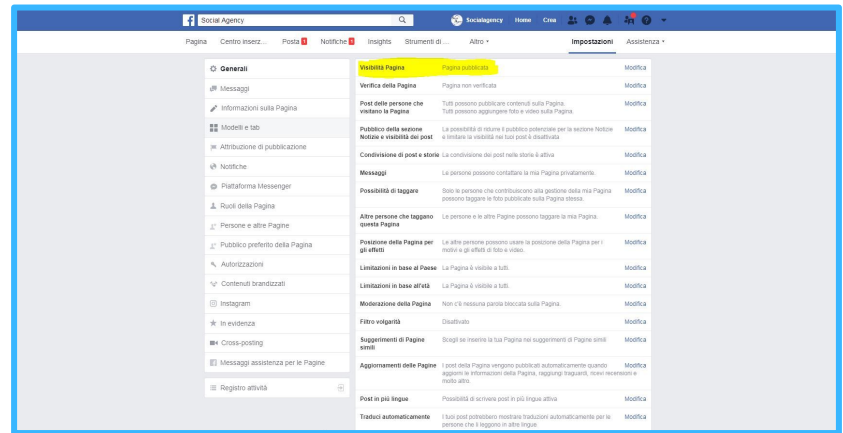 Social Agency
Socialagency Home Crea
Pagina Centro inserz... Posta Notifiche Insights Strumenti di ... Altro Impostazioni Assistenza
Generali
Messaggi
Informazioni sulla Pagina
Modelli e tab
Attribuzione di pubblicazione
Notifiche
Piattaforma Messenger
Ruoli della Pagina
Persone e altre Pagine
Pubblico preferito della Pagina
Autorizzazioni
Contenuti brandizzati
Instagram
In evidenza
Cross-posting
Messaggi assistenza per le Pagine
Registro attività
Visibilità Pagina Pagina pubblicata Modifica
Verifica della Pagina Pagina non verificata Modifica
Post delle persone che visitano la Pagina Tutti possono pubblicare contenuti sulla Pagina. Modifica
Tutti possono aggiungere foto e video sulla Pagina.
Pubblico della sezione Notizie e visibilità dei post La possibilità di ridurre il pubblico potenziale per la sezione Notizie Modifica
e limitare la visibilità nei tuoi post è disattivata
Condivisione di post e storie La condivisione dei post nelle storie è attiva Modifica
Messaggi Le persone possono contattare la mia Pagina privatamente. Modifica
Possibilità di taggare Solo le persone che contribuiscono alla gestione della mia Pagina Modifica
possono taggare le foto pubblicate sulla Pagina stessa.
Altre persone che taggano questa Pagina Le persone e le altre Pagine possono taggare la mia Pagina. Modifica
Posizione della Pagina per gli effetti Le altre persone possono usare la posizione della Pagina per i Modifica
motivi e gli effetti di foto e video.
Limitazioni in base al Paese La Pagina è visibile a tutti. Modifica
Limitazioni in base all'età La Pagina è visibile a tutti. Modifica
Moderazione della Pagina Non c'è nessuna parola bloccata sulla Pagina. Modifica
Filtro volgarità Disattivato Modifica
Suggerimenti di Pagine simili Scegli se inserire la tua Pagina nei suggerimenti di Pagine simili Modifica
Aggiornamenti delle Pagine I post della Pagina vengono pubblicati automaticamente quando Modifica
aggiorni le informazioni della Pagina, raggiungi traguardi, ricevi recensioni e
molto altro.
Post in più lingue Possibilità di scrivere post in più lingue attiva Modifica
Traduci automaticamente I tuoi post potrebbero mostrare traduzioni automaticamente per le Modifica
persone che li leggono in altre lingue